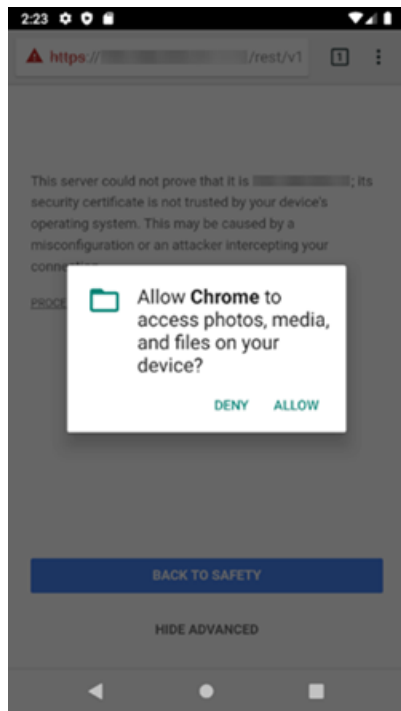 2:23
https:// /rest/v1 1
This server could not prove that it is ; its
security certificate is not trusted by your device's
operating system. This may be caused by a
misconfiguration or an attacker intercepting your
Allow Chrome to
access photos, media,
and files on your
device?
DENY ALLOW
BACK TO SAFETY
HIDE ADVANCED